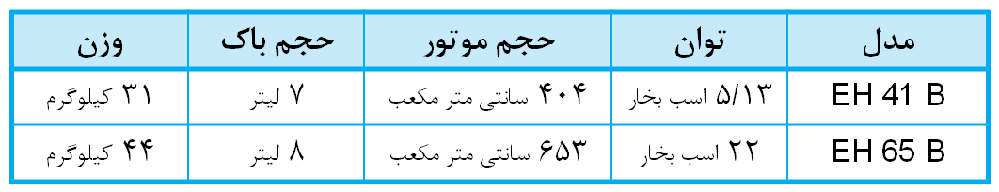 مدل توان حجم موتور حجم باک وزن
EH 41 B ۵/۱۳ اسب بخار ۴۰۴ سانتی متر مکعب ۷ لیتر ۳۱ کیلوگرم
EH 65 B ۲۲ اسب بخار ۶۵۳ سانتی متر مکعب ۸ لیتر ۴۴ کیلوگرم